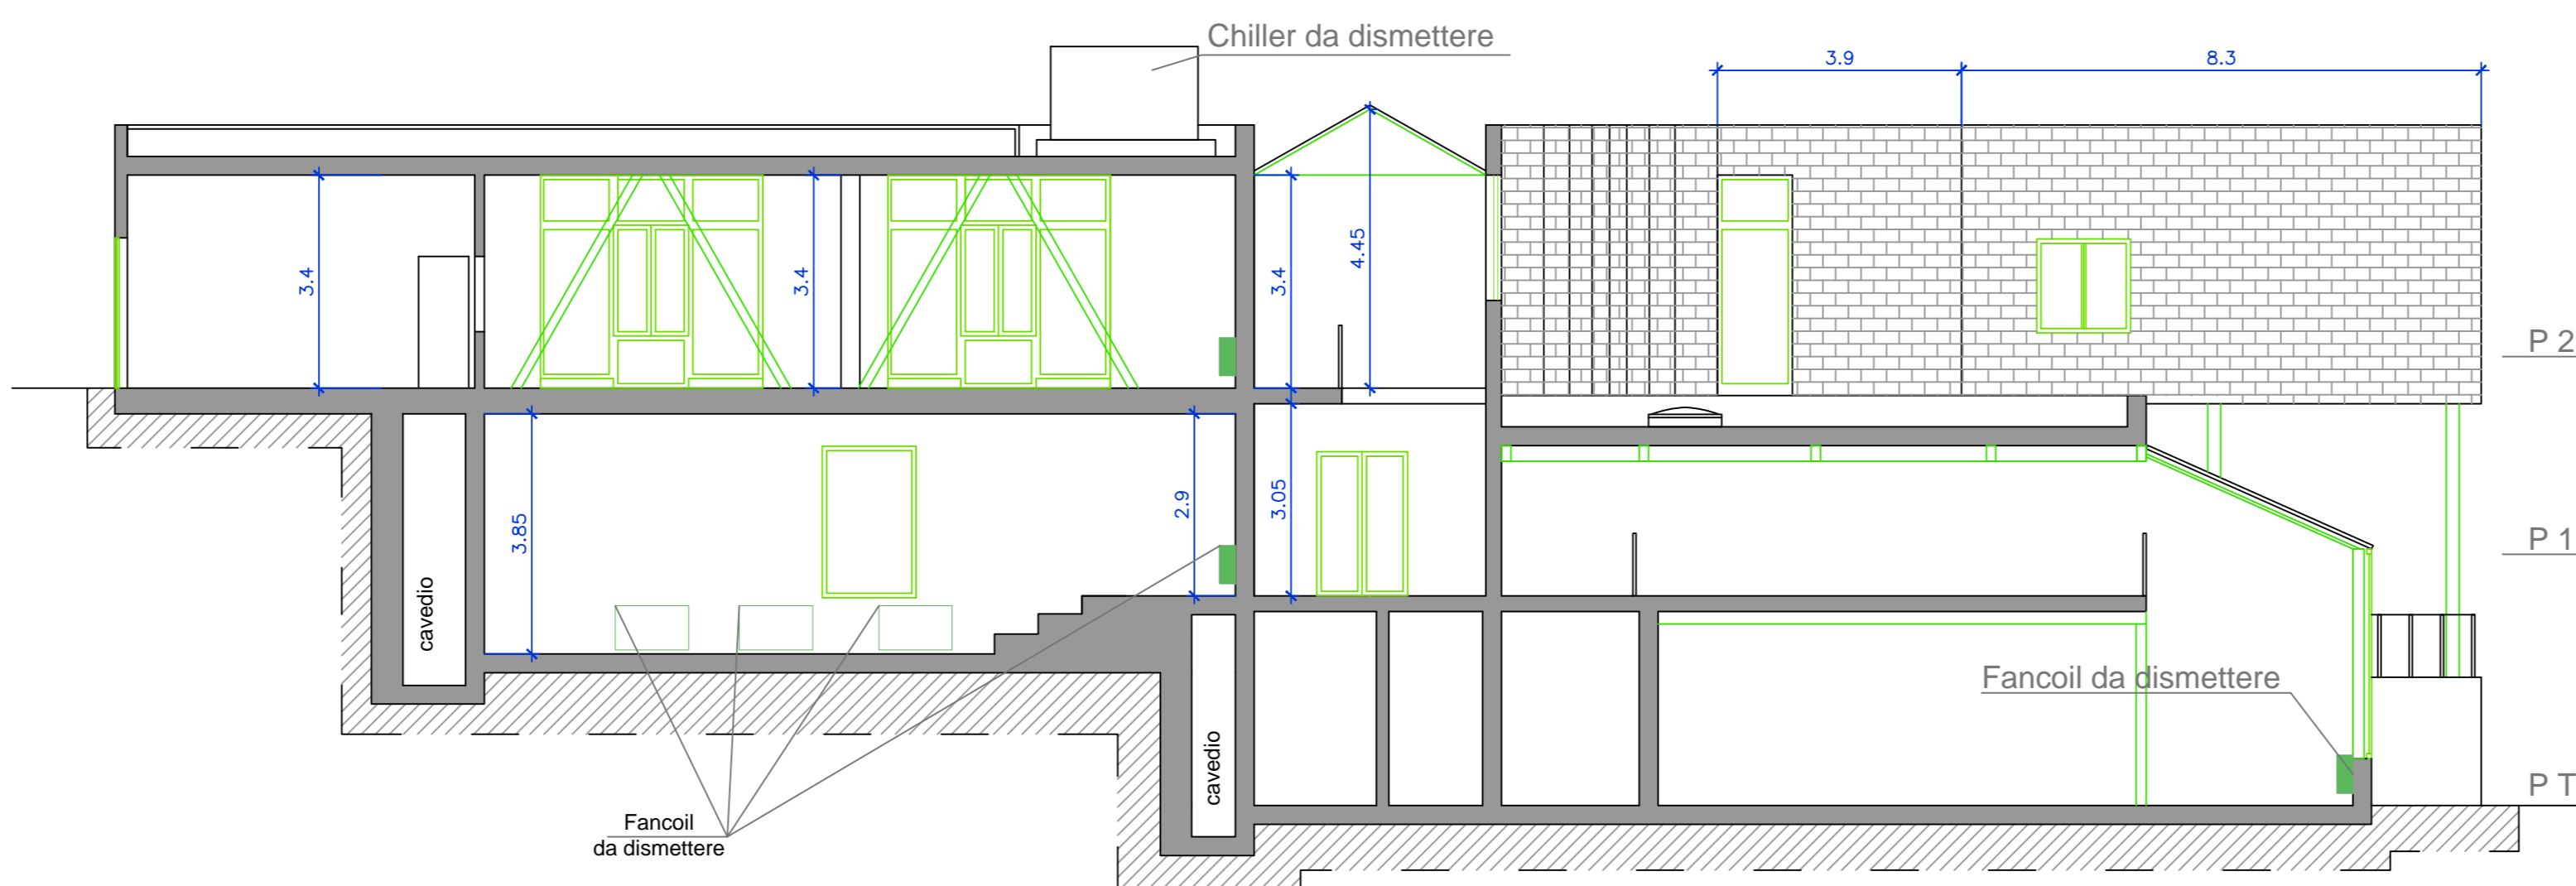 Chiller da dismettere
3.9
8.3
3.4
3.4
3.4
4.45
P 2
3.85
2.9
3.05
P 1
cavedio
Fancoil da dismettere
cavedio
P T
Fancoil
da dismettere